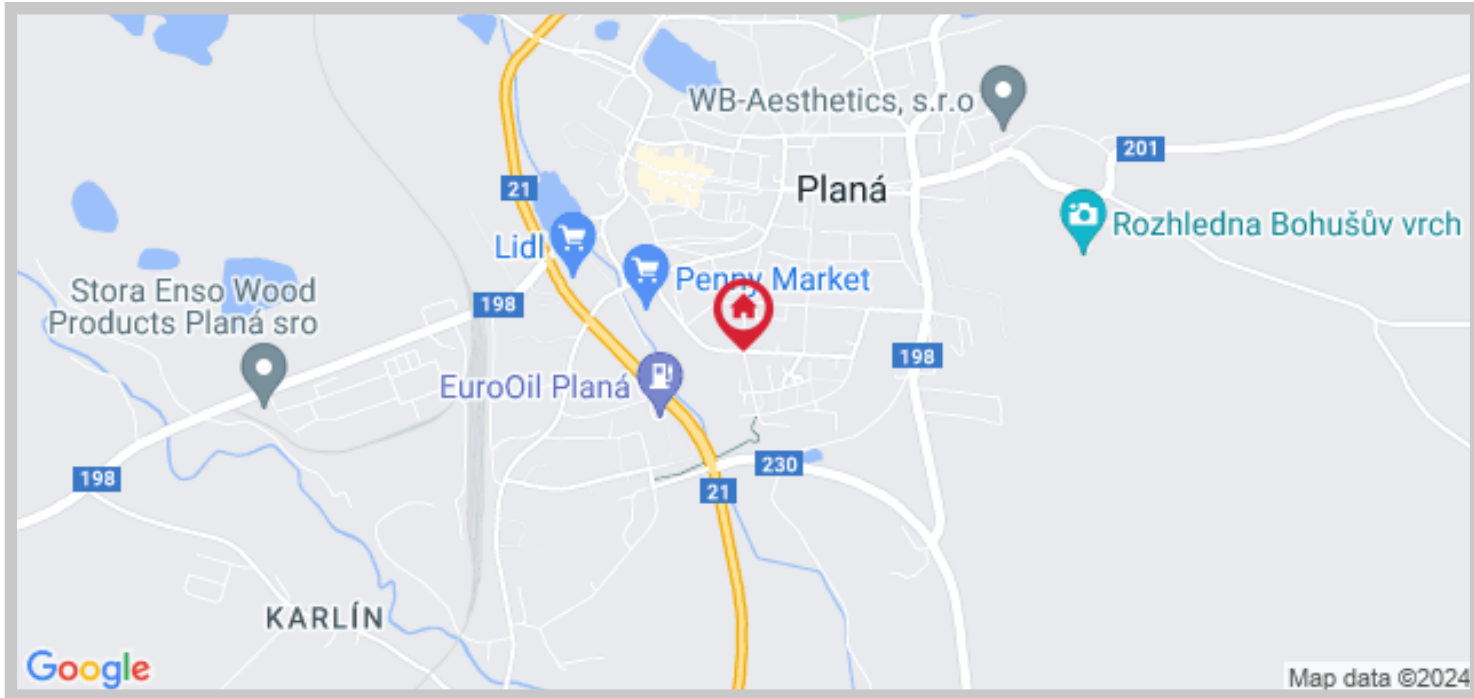 WB-Aesthetics, s.r.o
201
21
Planá
Rozhledna Bohušův vrch
Lidl
Penny Market
Stora Enso Wood
Products Planá sro
198
198
EuroOil Planá
198
230
21
KARLÍN
Google
Map data ©2024